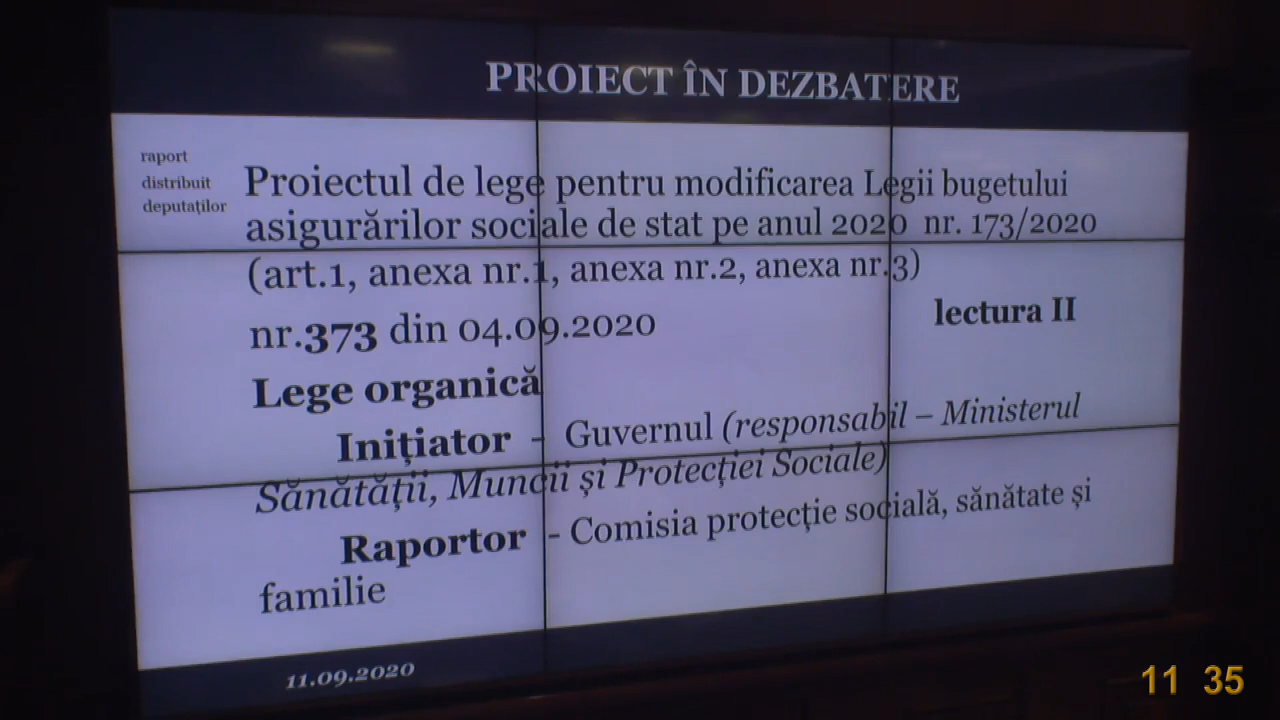 PROIECT ÎN DEZBATERE
raport
distribuit
deputaților
Proiectul de lege pentru modificarea Legii bugetului
asigurărilor sociale de stat pe anul 2020 nr. 173/2020
(art.1, anexa nr.1, anexa nr.2, anexa nr.3)
lectura II
nr.373 din 04.09.2020
Lege organică
Inițiator - Guvernul (responsabil – Ministerul
Sănătății, Muncii și Protecției Sociale)
Raportor - Comisia protecție socială, sănătate și
familie
11.09.2020
11 35